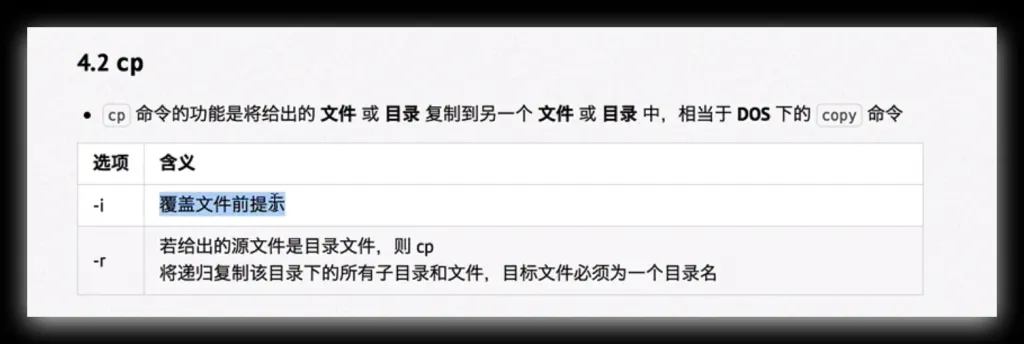 4.2 cp
• cp 命令的功能是将给出的 文件 或 目录 复制到另一个 文件 或 目录 中，相当于 DOS 下的 copy 命令
选项 含义
-i 覆盖文件前提示
-r 若给出的源文件是目录文件，则 cp
将递归复制该目录下的所有子目录和文件，目标文件必须为一个目录名